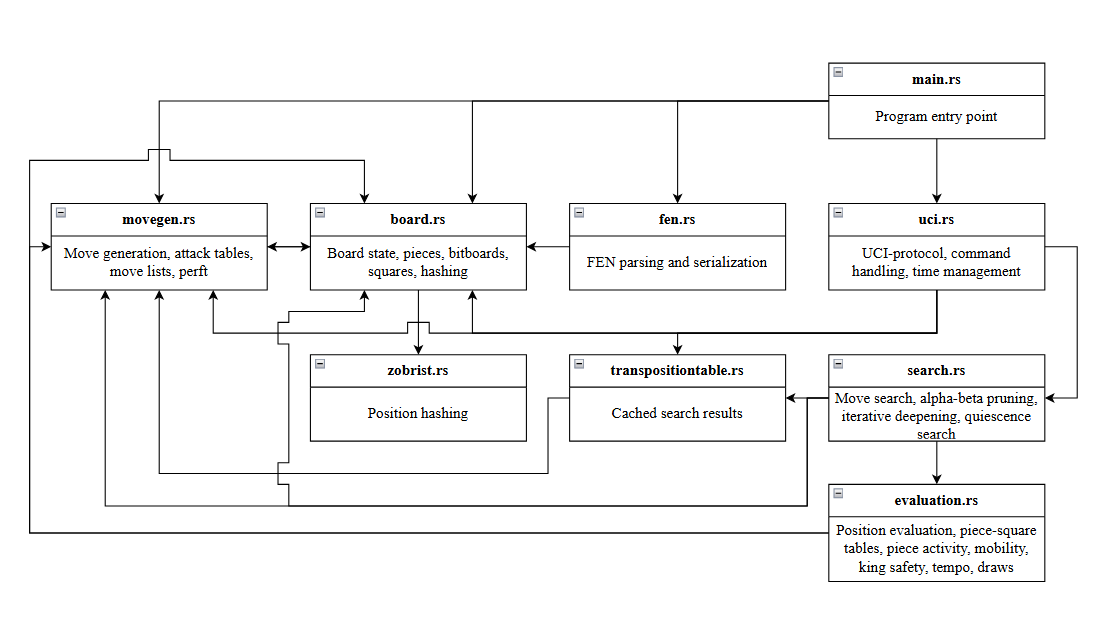 main.rs
Program entry point
movegen.rs
Move generation, attack tables,
move lists, perft
board.rs
Board state, pieces, bitboards,
squares, hashing
fen.rs
FEN parsing and serialization
uci.rs
UCI-protocol, command
handling, time management
zobrist.rs
Position hashing
transpositiontable.rs
Cached search results
search.rs
Move search, alpha-beta pruning,
iterative deepening, quiescence
search
evaluation.rs
Position evaluation, piece-square
tables, piece activity, mobility,
king safety, tempo, draws